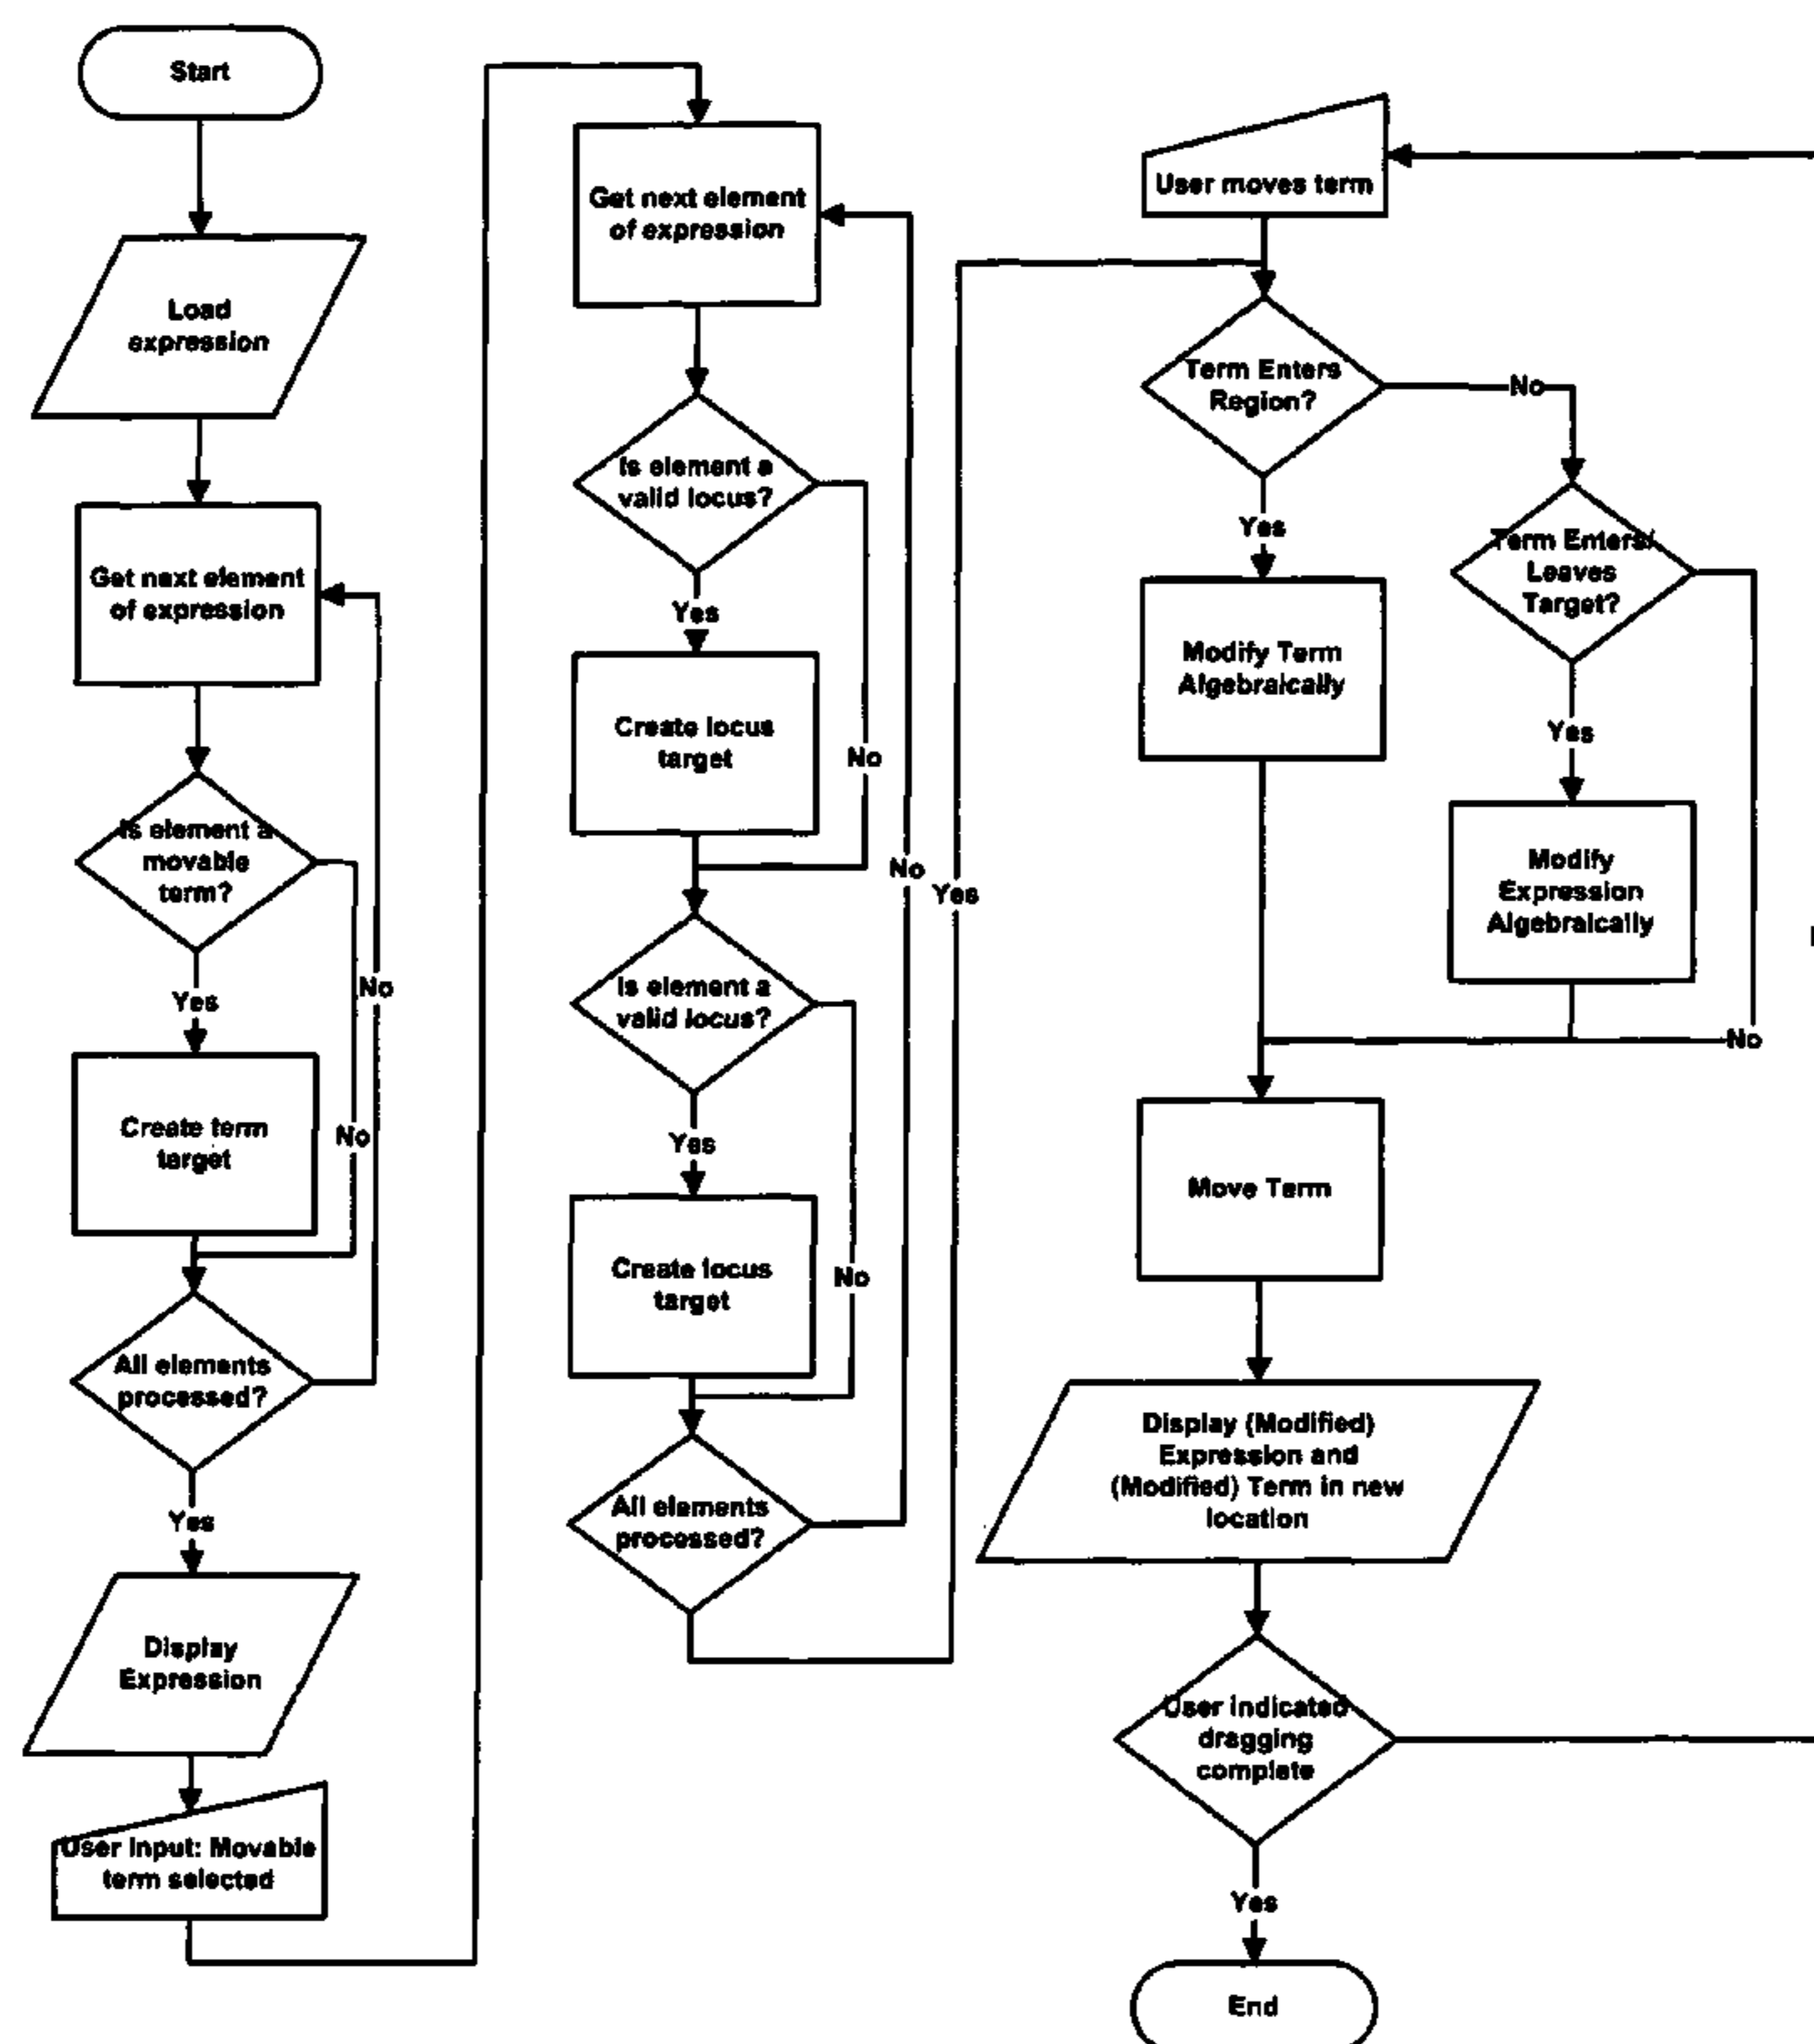 Start
Load
expression
Get next element
of expression
Is element a
movable
term?
No
Yes
Create term
target
No
All elements
processed?
Yes
Display
Expression
User Input: Movable
term selected
Get next element
of expression
Is element a
valid locus?
Yes
Create locus
target
No
No
Is element a
valid locus?
Yes
Create locus
target
No
All elements
processed?
Yes
User moves term
Term Enters
Region?
No
Yes
Term Enters/
Leaves
Target?
Modify Term
Algebraically
Yes
Modify
Expression
Algebraically
No
Move Term
Display (Modified)
Expression and
(Modified) Term in new
location
User indicated
dragging
complete
Yes
End